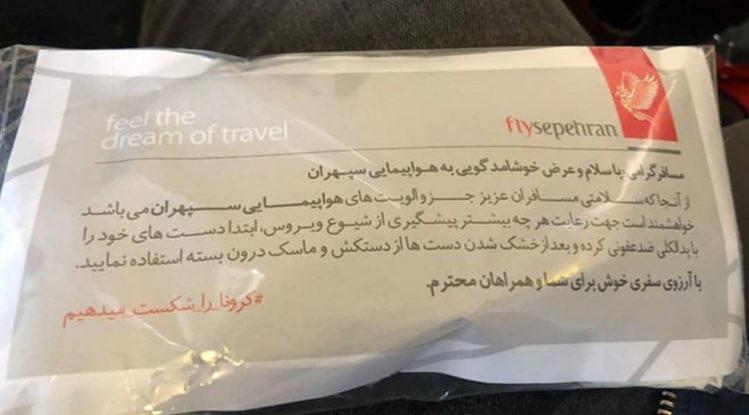 feel the
dream of travel
flysepehran
مسافر گرامی با سلام و عرض خوشامد گویی به هواپیمایی سپهران
از آنجا که سلامتی مسافران عزیز جز والویت های هواپیمایی سپهران می باشد
خواهشمند است جهت رعایت هر چه بیشتر پیشگیری از شیوع ویروس، ابتدا دست های خود را
با پد الکلی ضدعفونی کرده و بعد از خشک شدن دست ها از دستکش و ماسک درون بسته استفاده نمایید.
با آرزوی سفری خوش برای شما و همراهان محترم.
#کرونا_را_شکست_میدهیم